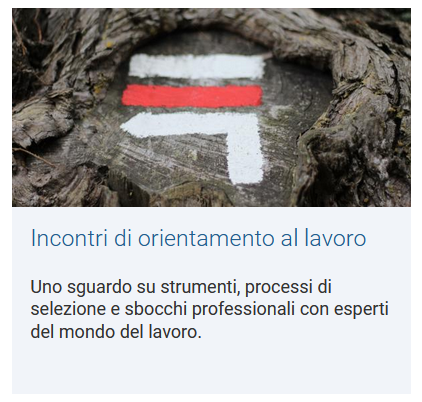 Incontri di orientamento al lavoro
Uno sguardo su strumenti, processi di
selezione e sbocchi professionali con esperti
del mondo del lavoro.